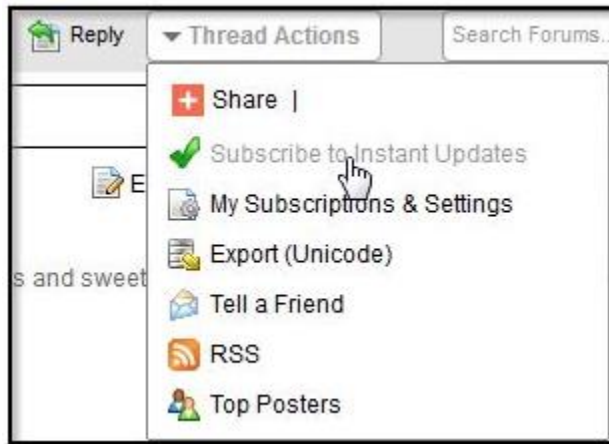 Reply Thread Actions Search Forums..
Share |
Subscribe to Instant Updates
E
My Subscriptions & Settings
Export (Unicode)
s and sweet
Tell a Friend
RSS
Top Posters